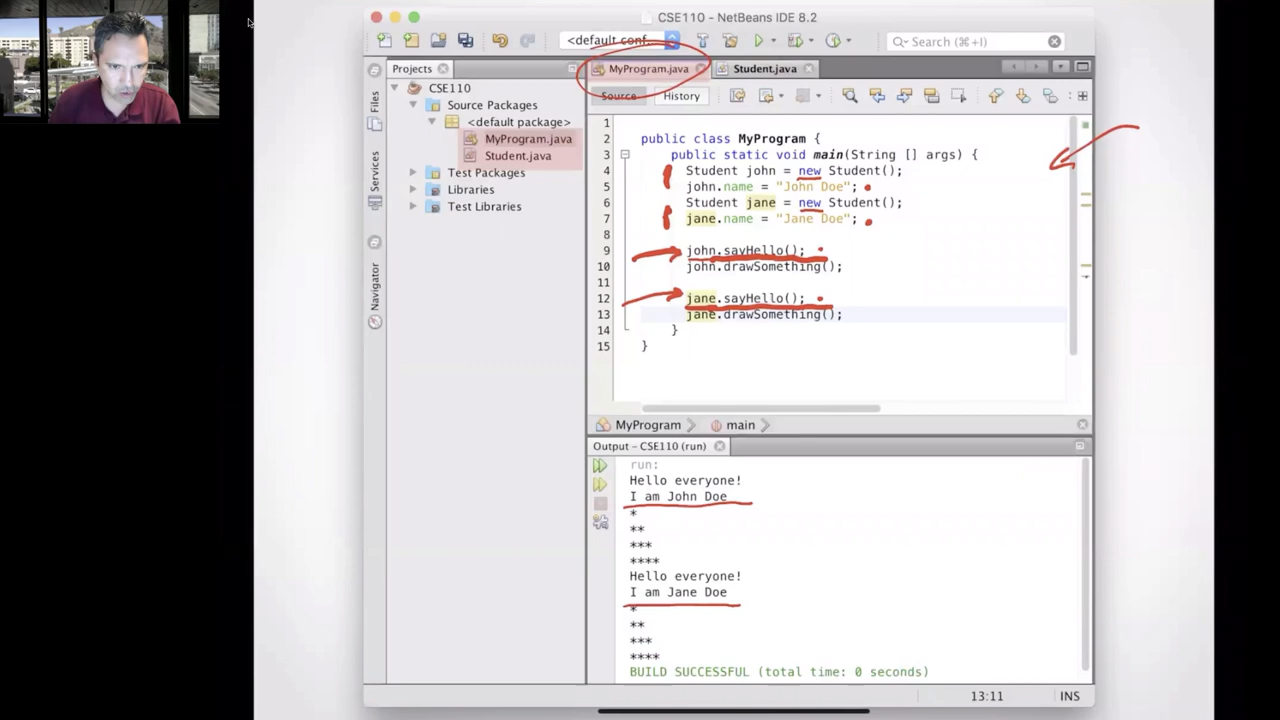 CSE110 - NetBeans IDE 8.2
<default conf...
Search (⌘+I)
Projects
MyProgram.java
Student.java
Files
Services
Navigator
CSE110
Source Packages
<default package>
MyProgram.java
Student.java
Test Packages
Libraries
Test Libraries
Source
History
1
2 public class MyProgram {
3 public static void main(String [] args) {
4 Student john = new Student();
5 john.name = "John Doe";
6 Student jane = new Student();
7 jane.name = "Jane Doe";
8
9 john.sayHello();
10 john.drawSomething();
11
12 jane.sayHello();
13 jane.drawSomething();
14 }
15 }
MyProgram
main
Output - CSE110 (run)
run:
Hello everyone!
I am John Doe
*
**
***
****
Hello everyone!
I am Jane Doe
*
**
***
****
BUILD SUCCESSFUL (total time: 0 seconds)
13:11
INS